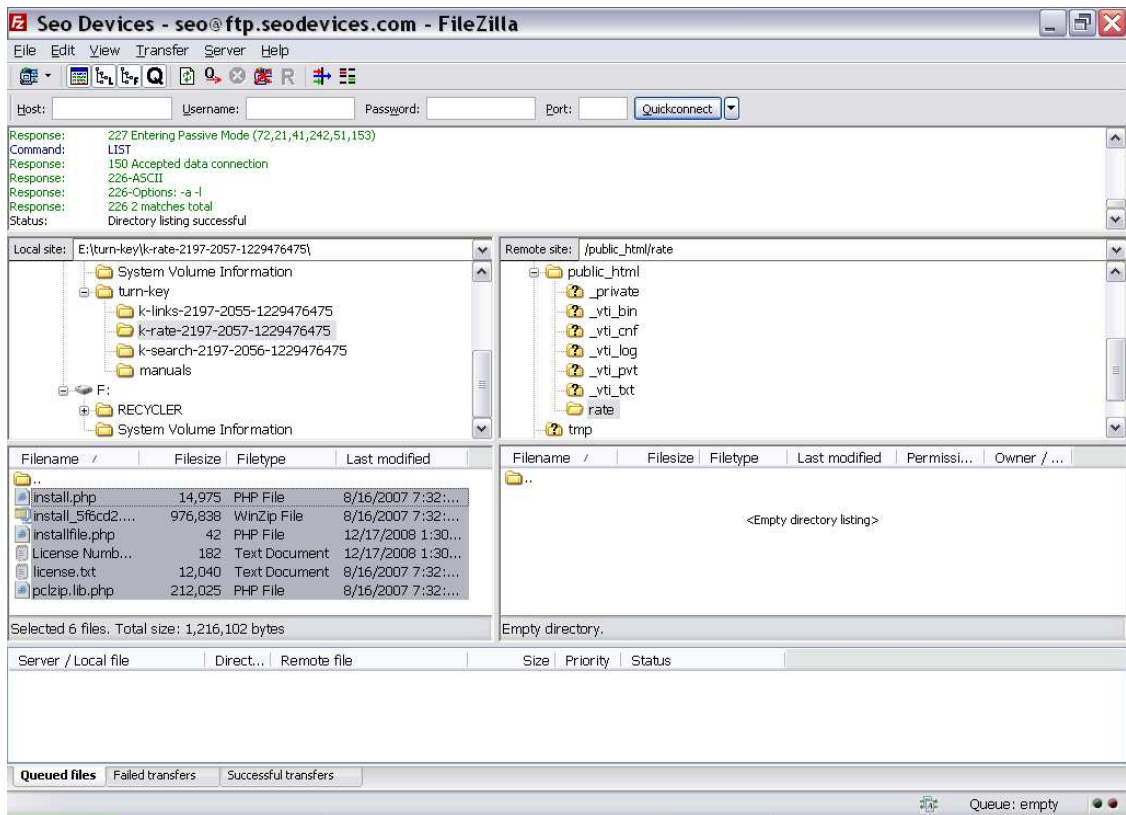 Seo Devices - seo@ftp.seodevices.com - FileZilla
File Edit View Transfer Server Help
Host: Username: Password: Port: Quickconnect
Response: 227 Entering Passive Mode (72,21,41,242,51,153)
Command: LIST
Response: 150 Accepted data connection
Response: 226-ASCII
Response: 226-Options: -a -l
Response: 226 2 matches total
Status: Directory listing successful
Local site: E:\turn-key\k-rate-2197-2057-1229476475\
System Volume Information
turn-key
k-links-2197-2055-1229476475
k-rate-2197-2057-1229476475
k-search-2197-2056-1229476475
manuals
F:
RECYCLER
System Volume Information
Remote site: /public_html/rate
public_html
_private
_vti_bin
_vti_cnf
_vti_log
_vti_pvt
_vti_txt
rate
tmp
Filename / Filesize Filetype Last modified
..
install.php 14,975 PHP File 8/16/2007 7:32:...
install_5f6cd2.... 976,838 WinZip File 8/16/2007 7:32:...
installfile.php 42 PHP File 12/17/2008 1:30...
License Numb... 182 Text Document 12/17/2008 1:30...
license.txt 12,040 Text Document 8/16/2007 7:32:...
pclzip.lib.php 212,025 PHP File 8/16/2007 7:32:...
Selected 6 files. Total size: 1,216,102 bytes
Filename / Filesize Filetype Last modified Permissi... Owner / ...
..
<Empty directory listing>
Empty directory.
Server / Local file Direct... Remote file Size Priority Status
Queued files Failed transfers Successful transfers
Queue: empty